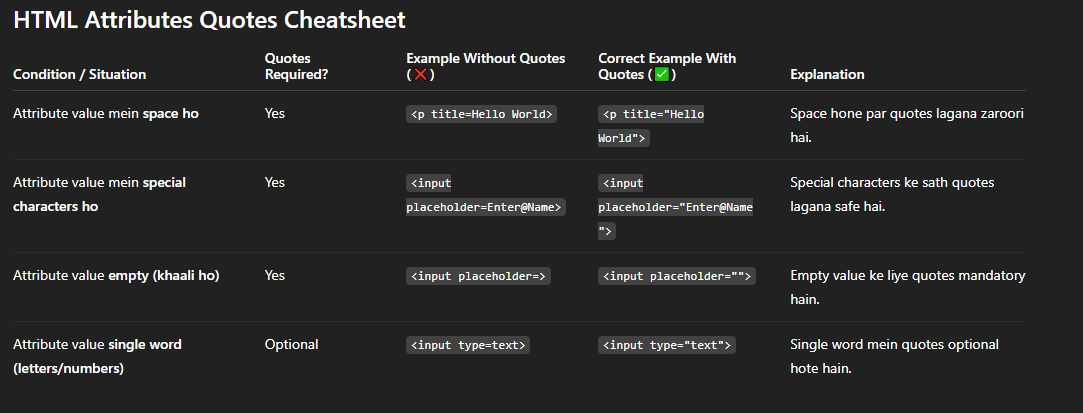 HTML Attributes Quotes Cheatsheet
Condition / Situation
Quotes
Required?
Example Without Quotes
(❌)
Correct Example With
Quotes (✅)
Explanation
Attribute value mein space ho
Yes
<p title=Hello World>
<p title="Hello
World">
Space hone par quotes lagana zaroori
hai.
Attribute value mein special
characters ho
Yes
<input
placeholder=Enter@Name>
<input
placeholder="Enter@Name
">
Special characters ke sath quotes
lagana safe hai.
Attribute value empty (khaali ho)
Yes
<input placeholder=>
<input placeholder="">
Empty value ke liye quotes mandatory
hain.
Attribute value single word
(letters/numbers)
Optional
<input type=text>
<input type="text">
Single word mein quotes optional
hote hain.